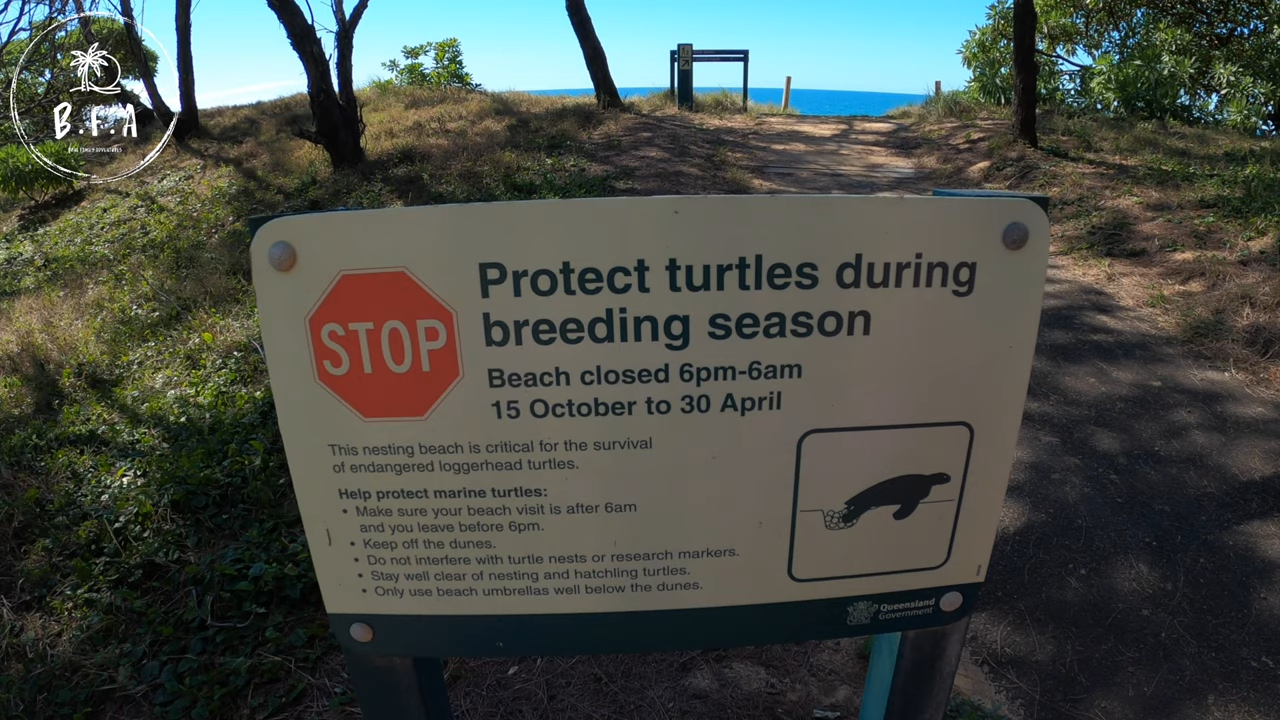 B.F.A
STOP
Protect turtles during
breeding season
Beach closed 6pm-6am
15 October to 30 April
This nesting beach is critical for the survival
of endangered loggerhead turtles.
Help protect marine turtles:
• Make sure your beach visit is after 6am
and you leave before 6pm.
• Keep off the dunes.
• Do not interfere with turtle nests or research markers.
• Stay well clear of nesting and hatchling turtles.
• Only use beach umbrellas well below the dunes.
Queensland
Government